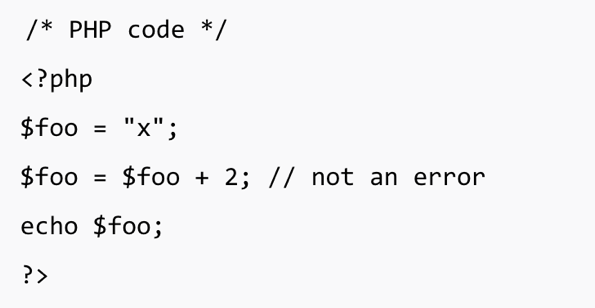 /* PHP code */
<?php
$foo = "x";
$foo = $foo + 2; // not an error
echo $foo;
?>